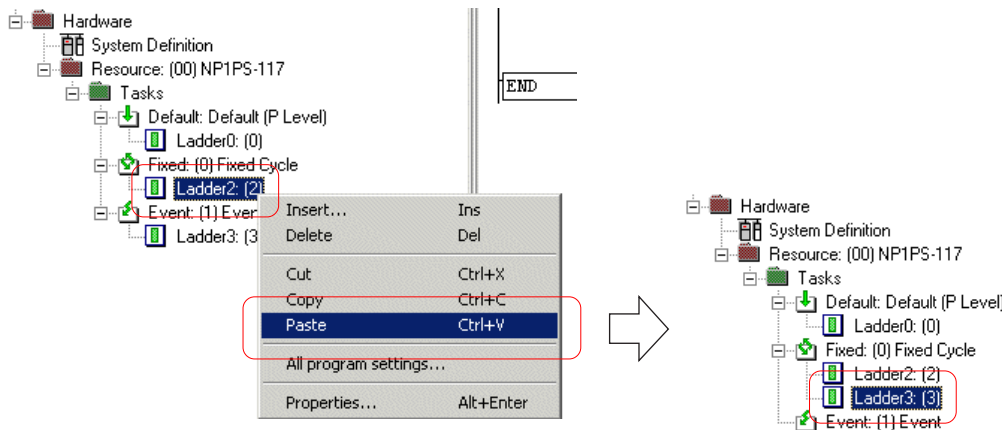 Hardware
System Definition
Resource: (00) NP1PS-117
Tasks
Default: Default (P Level)
Ladder0: (0)
Fixed: (0) Fixed Cycle
Ladder2: (2)
Event: (1) Even
Ladder3: (3
END
Insert... Ins
Delete Del
Cut Ctrl+X
Copy Ctrl+C
Paste Ctrl+V
All program settings...
Properties... Alt+Enter
Hardware
System Definition
Resource: (00) NP1PS-117
Tasks
Default: Default (P Level)
Ladder0: (0)
Fixed: (0) Fixed Cycle
Ladder2: (2)
Ladder3: (3)
Event: (1) Event